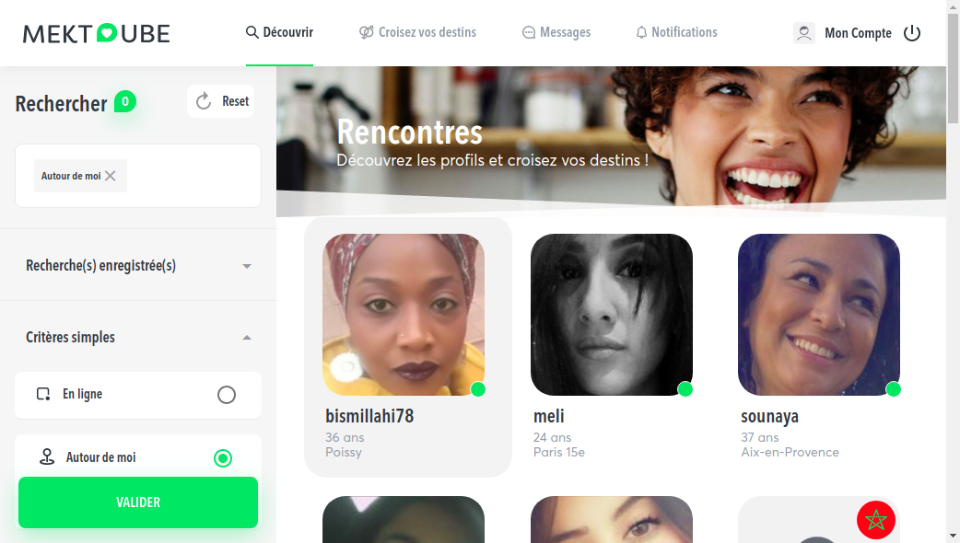 MEKTOUBE
Découvrir
Croisez vos destins
Messages
Notifications
Mon Compte
Rechercher
0
Reset
Autour de moi
Recherche(s) enregistrée(s)
Critères simples
En ligne
Autour de moi
VALIDER
Rencontres
Découvrez les profils et croisez vos destins !
bismillahi78
36 ans
Poissy
meli
24 ans
Paris 15e
sounaya
37 ans
Aix-en-Provence